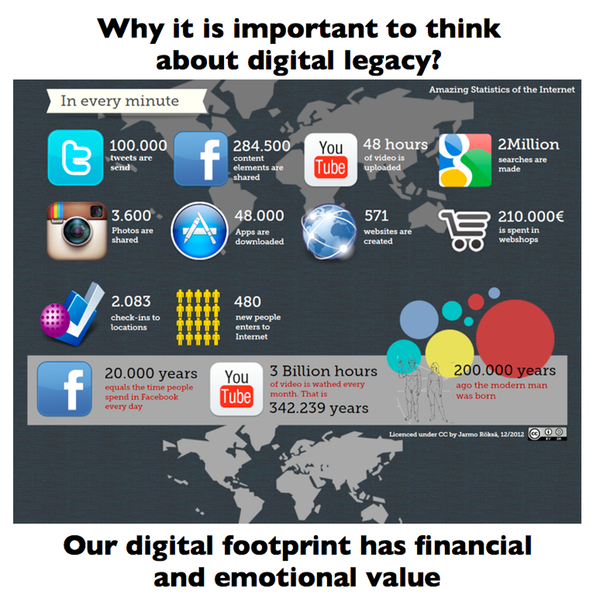 Why it is important to think
about digital legacy?
Amazing Statistics of the Internet
In every minute
100.000
tweets are
send
284.500
content
elements are
shared
You
Tube
48 hours
of video is
uploaded
2Million
searches are
made
3.600
Photos are
shared
48.000
Apps are
downloaded
571
websites are
created
210.000€
is spent in
webshops
2.083
check-ins to
locations
480
new people
enters to
Internet
20.000 years
equals the time people
spend in Facebook
every day
You
Tube
3 Billion hours
of video is wathed every
month. That is
342.239 years
200.000 years
ago the modern man
was born
Licenced under CC by Jarmo Röksä, 12/2012
Our digital footprint has financial
and emotional value